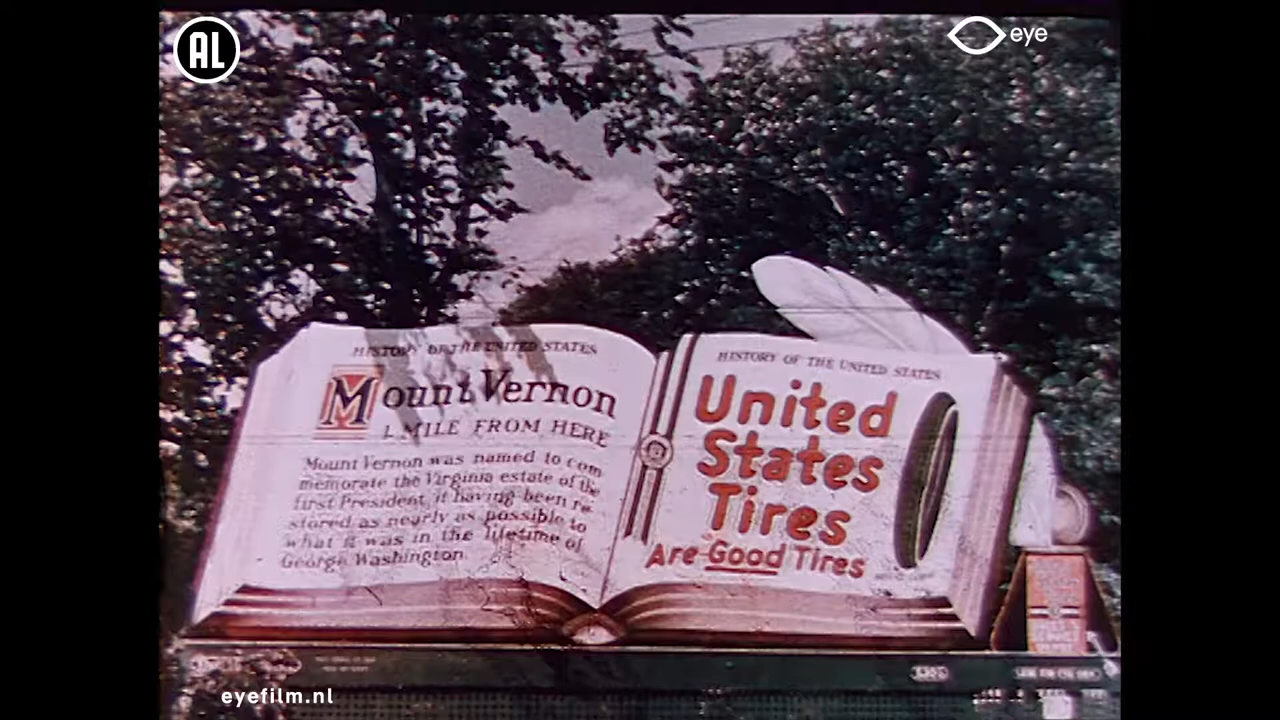 AL
eye
HISTORY OF THE UNITED STATES
Mount Vernon
1 MILE FROM HERE
Mount Vernon was named to com
memorate the Virginia estate of the
first President, it having been re-
stored as nearly as possible to
what it was in the lifetime of
George Washington.
HISTORY OF THE UNITED STATES
United
States
Tires
Are Good Tires
eyefilm.nl